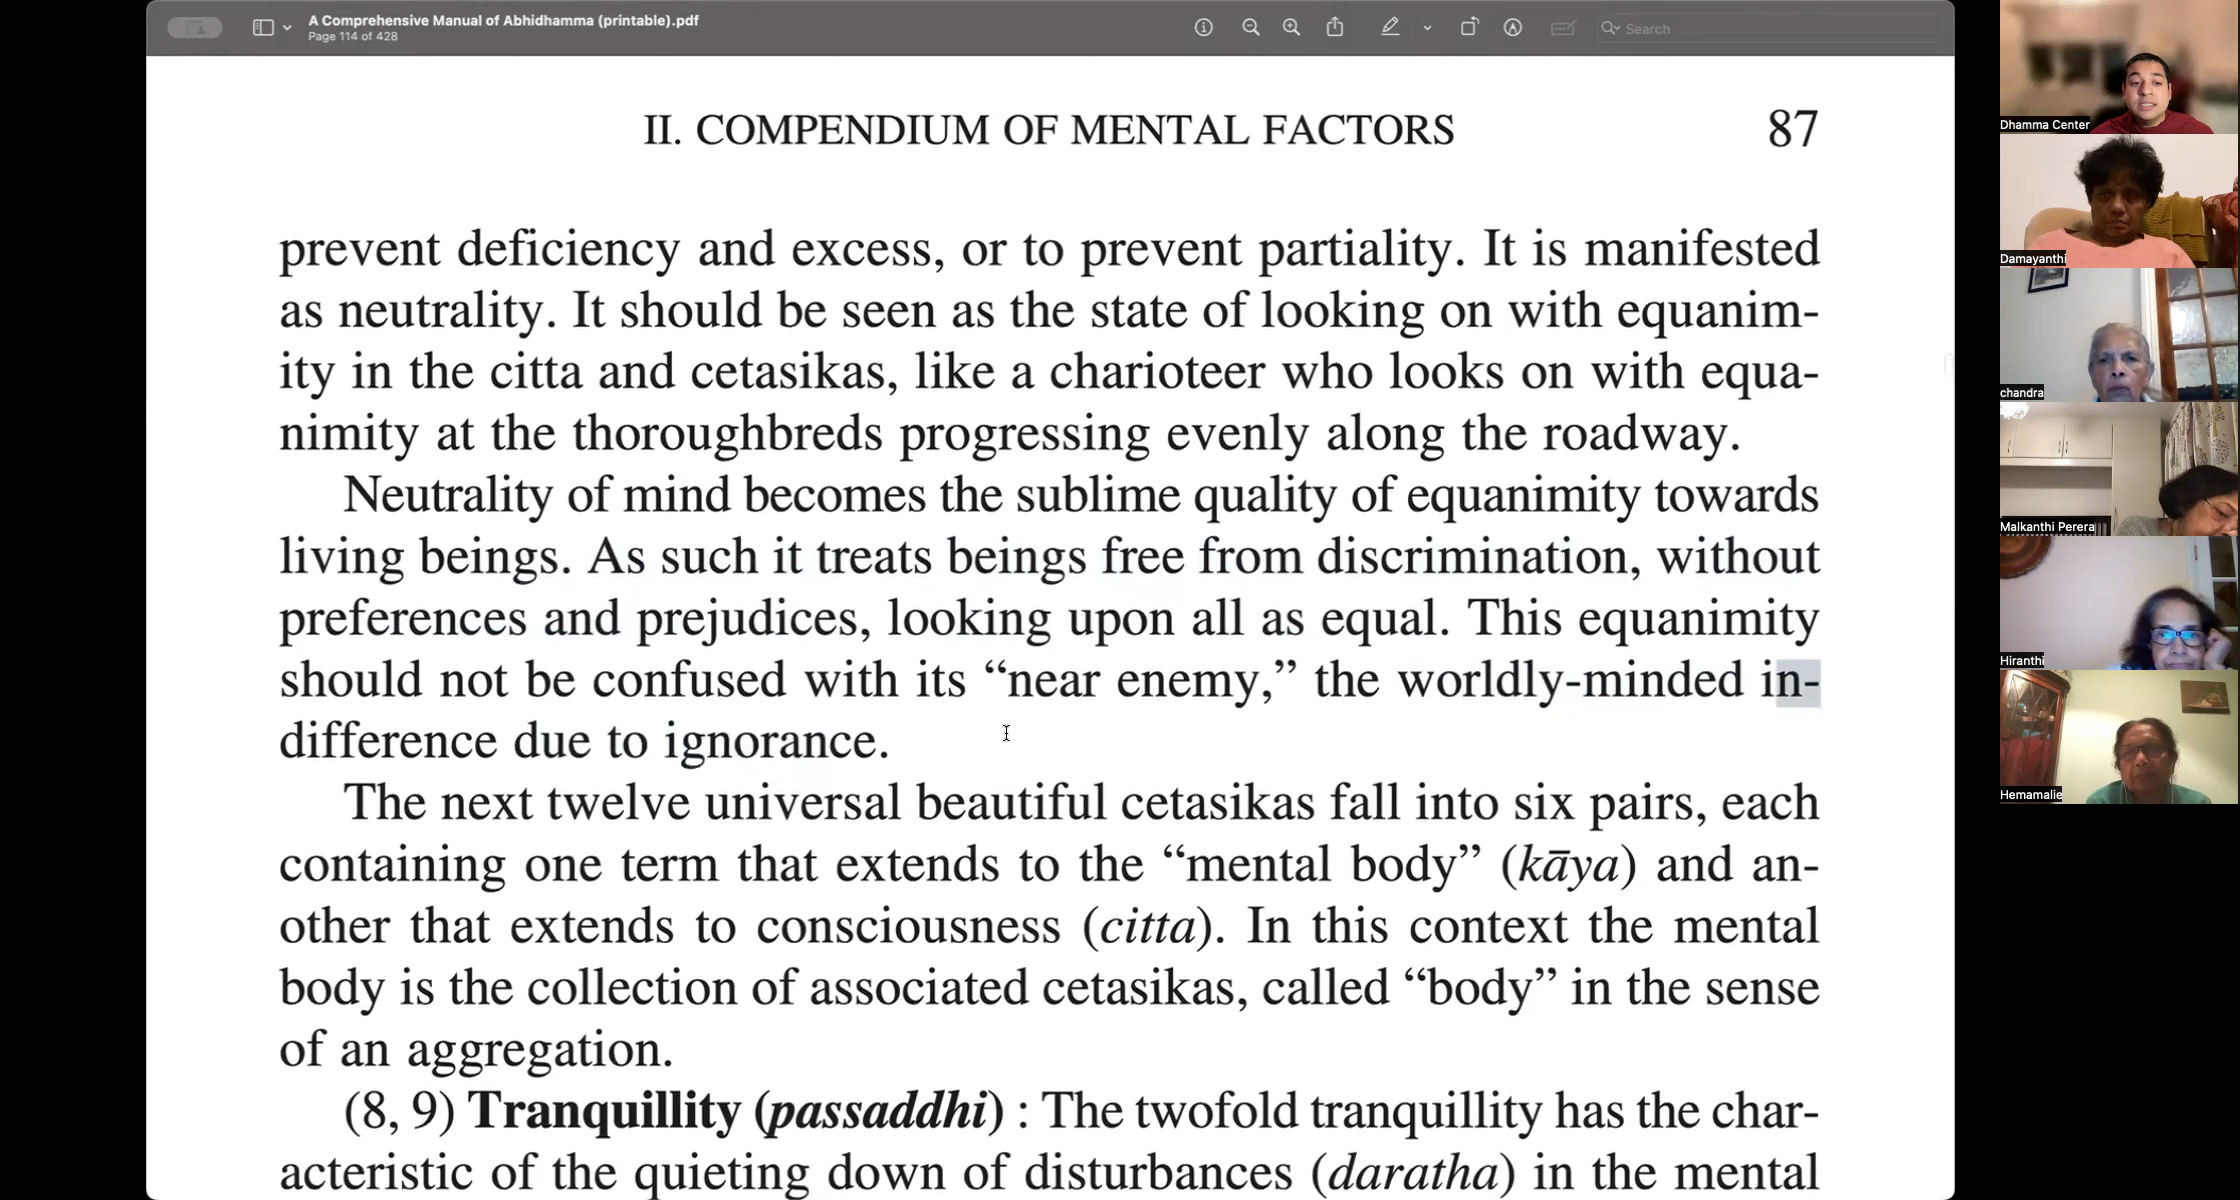 A Comprehensive Manual of Abhidhamma (printable).pdf
Page 114 of 428
Search
II. COMPENDIUM OF MENTAL FACTORS 87
prevent deficiency and excess, or to prevent partiality. It is manifested
as neutrality. It should be seen as the state of looking on with equanim-
ity in the citta and cetasikas, like a charioteer who looks on with equa-
nimity at the thoroughbreds progressing evenly along the roadway.
Neutrality of mind becomes the sublime quality of equanimity towards
living beings. As such it treats beings free from discrimination, without
preferences and prejudices, looking upon all as equal. This equanimity
should not be confused with its “near enemy,” the worldly-minded in-
difference due to ignorance.
The next twelve universal beautiful cetasikas fall into six pairs, each
containing one term that extends to the “mental body” (kāya) and an-
other that extends to consciousness (citta). In this context the mental
body is the collection of associated cetasikas, called “body” in the sense
of an aggregation.
(8, 9) Tranquillity (passaddhi) : The twofold tranquillity has the char-
acteristic of the quieting down of disturbances (daratha) in the mental
Dhamma Center
Damayanthi
chandra
Malkanthi Perera
Hiranthi
Hemamalie